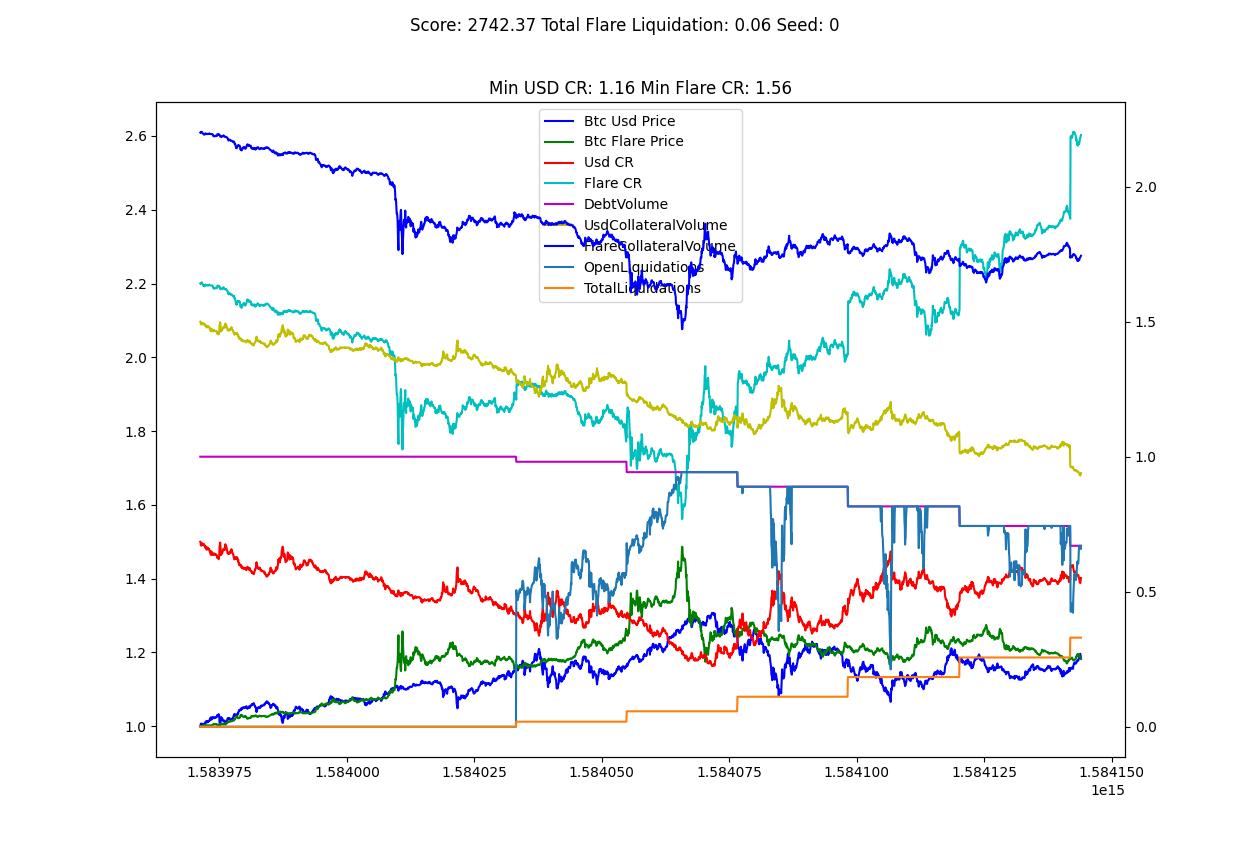 Score: 2742.37 Total Flare Liquidation: 0.06 Seed: 0
Min USD CR: 1.16 Min Flare CR: 1.56
Btc Usd Price
Btc Flare Price
Usd CR
Flare CR
DebtVolume
UsdCollateralVolume
FlareCollateralVolume
OpenLiquidations
TotalLiquidations
2.6
2.4
2.2
2.0
1.8
1.6
1.4
1.2
1.0
2.0
1.5
1.0
0.5
0.0
1.583975 1.584000 1.584025 1.584050 1.584075 1.584100 1.584125 1.584150
1e15